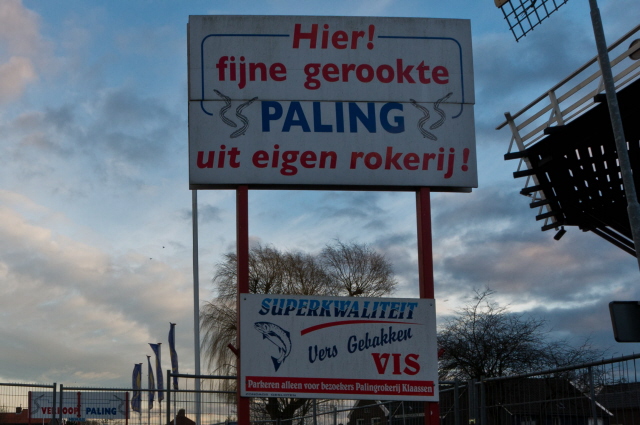 Hier!
fijne gerookte
PALING
uit eigen rokerij!
SUPERKWALITEIT
Vers Gebakken
VIS
Parkeren alleen voor bezoekers Palingrokerij Klaassen
VERKOOP PALING